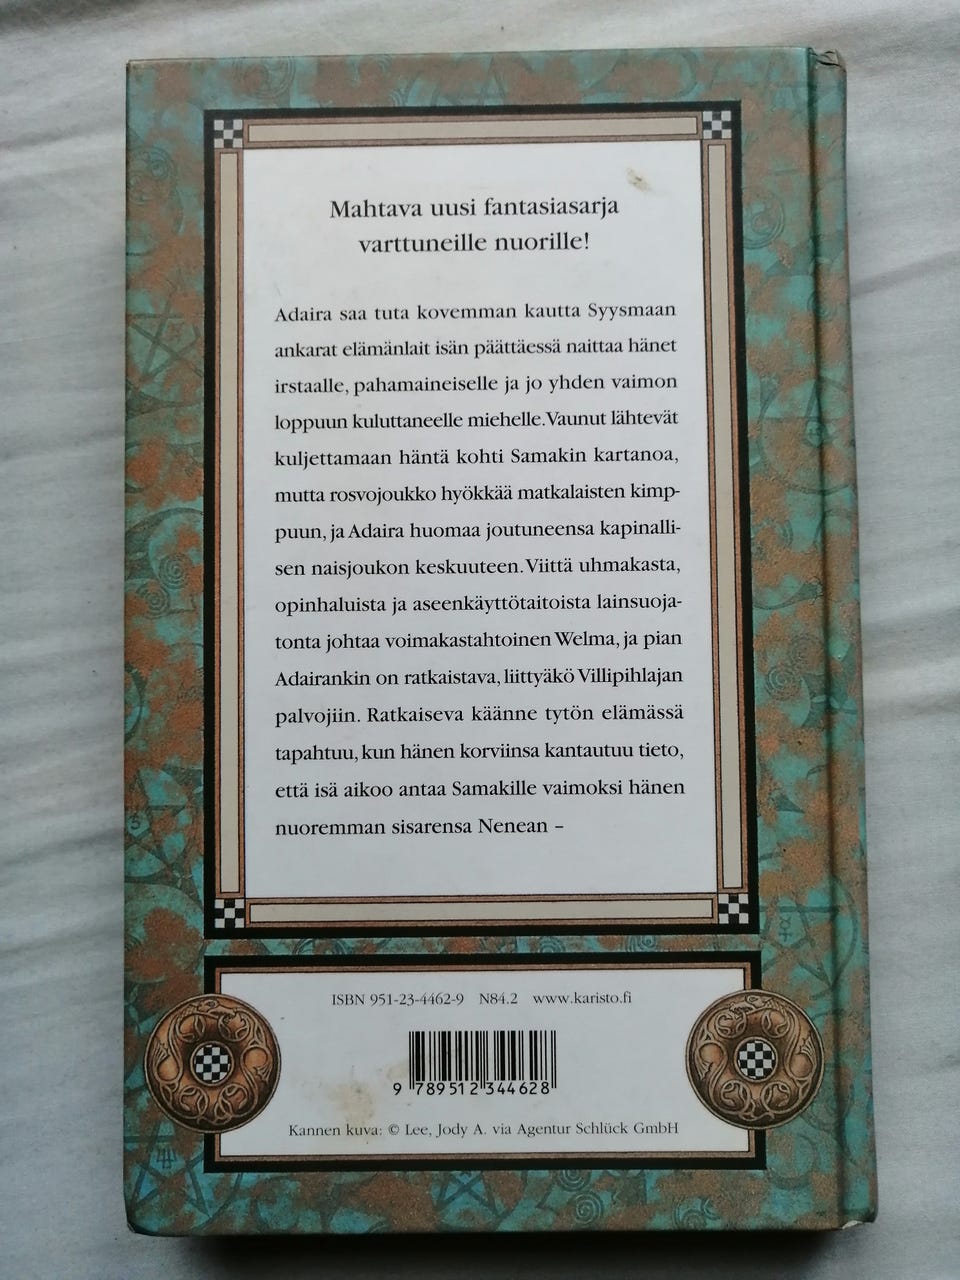 Mahtava uusi fantasiasarja
varttuneille nuorille!
Adaira saa tuta kovemman kautta Syysmaan
ankarat elämänlait isän päättäessä naittaa hänet
irstaalle, pahamaineiselle ja jo yhden vaimon
loppuun kuluttaneelle miehelle. Vaunut lähtevät
kuljettamaan häntä kohti Samakin kartanoa,
mutta rosvojoukko hyökkää matkalaisten kimp-
puun, ja Adaira huomaa joutuneensa kapinalli-
sen naisjoukon keskuuteen. Viittä uhmakasta,
opinhaluista ja aseenkäyttötaitoista lainsuoja-
tonta johtaa voimakastahtoinen Welma, ja pian
Adairankin on ratkaistava, liittyäkö Villipihlajan
palvojiin. Ratkaiseva käänne tytön elämässä
tapahtuu, kun hänen korviinsa kantautuu tieto,
että isä aikoo antaa Samakille vaimoksi hänen
nuoremman sisarensa Nenean –
ISBN 951-23-4462-9 N84.2 www.karisto.fi
9 789512 344628
Kannen kuva: © Lee, Jody A. via Agentur Schlück GmbH